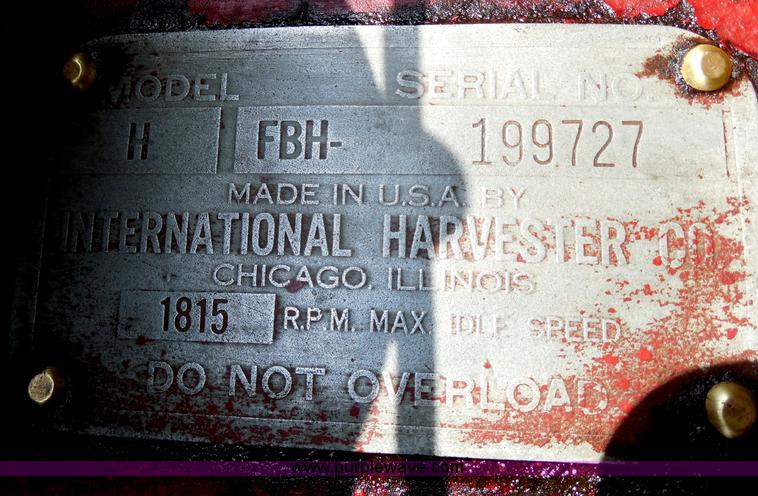 MODEL SERIAL NO.
H FBH- 199727
MADE IN U.S.A. BY
INTERNATIONAL HARVESTER CO.
CHICAGO, ILLINOIS
1815 R.P.M. MAX. IDLE SPEED
DO NOT OVERLOAD
www.purplewave.com